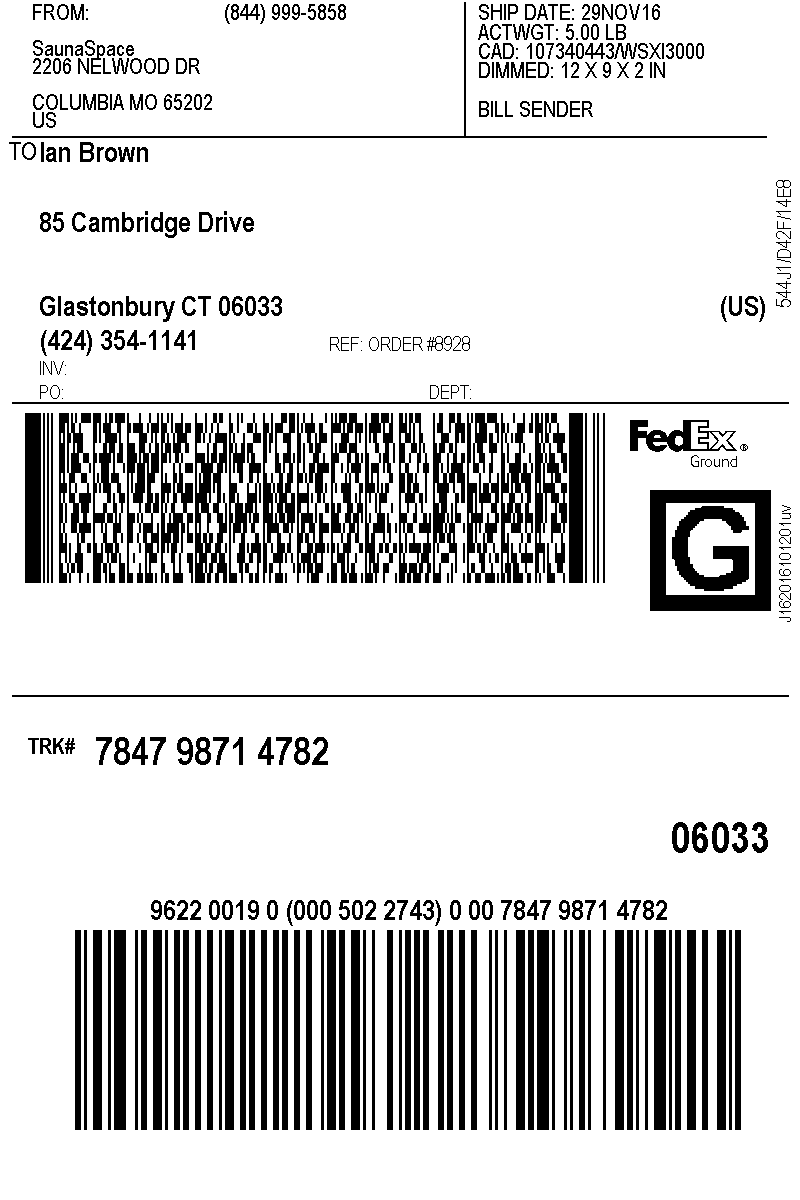 FROM: (844) 999-5858
SaunaSpace
2206 NELWOOD DR
COLUMBIA MO 65202
US
SHIP DATE: 29NOV16
ACTWGT: 5.00 LB
CAD: 107340443/WSXI3000
DIMMED: 12 X 9 X 2 IN
BILL SENDER
TO Ian Brown
85 Cambridge Drive
Glastonbury CT 06033 (US)
(424) 354-1141 REF: ORDER #8928
INV:
PO: DEPT:
544J1/D42F/14E8
FedEx®
Ground
G
J162016101201uv
TRK# 7847 9871 4782
06033
9622 0019 0 (000 502 2743) 0 00 7847 9871 4782